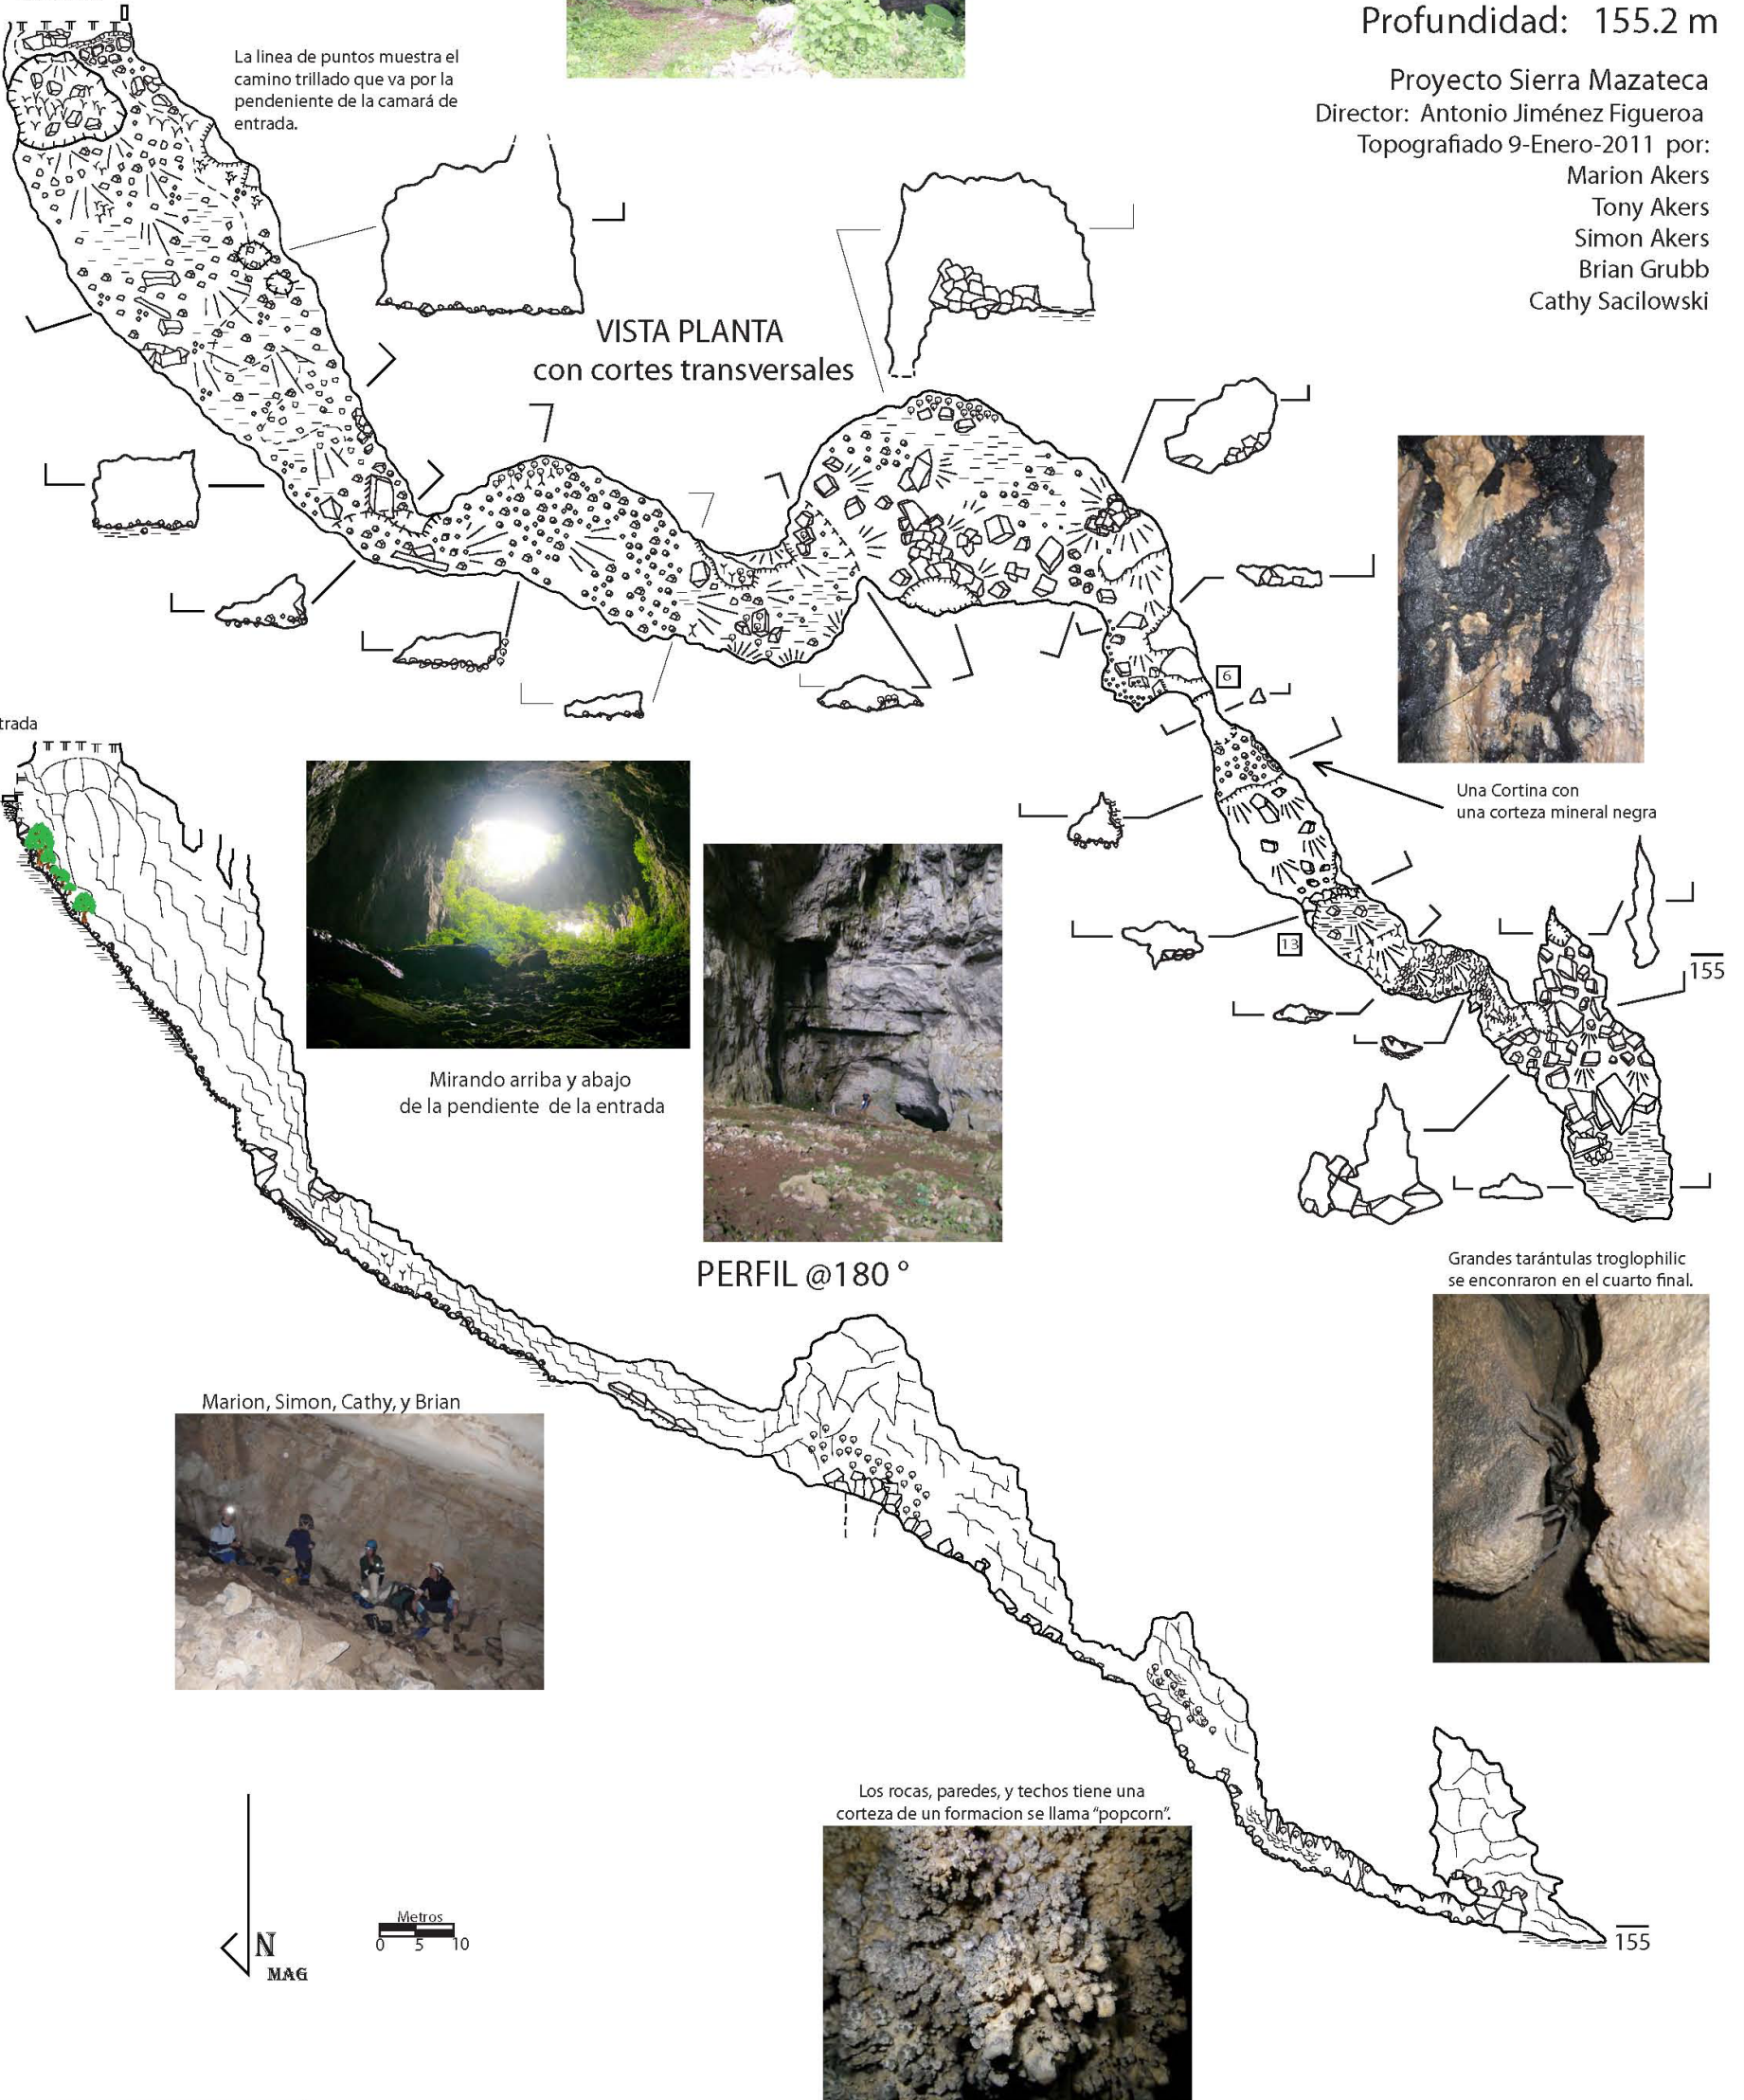 Profundidad: 155.2 m
Proyecto Sierra Mazateca
Director: Antonio Jiménez Figueroa
Topografiado 9-Enero-2011 por:
Marion Akers
Tony Akers
Simon Akers
Brian Grubb
Cathy Sacilowski
La linea de puntos muestra el
camino trillado que va por la
pendeniente de la camará de
entrada.
VISTA PLANTA
con cortes transversales
6
Una Cortina con
una corteza mineral negra
13
155
trada
Mirando arriba y abajo
de la pendiente de la entrada
PERFIL @180 °
Grandes tarántulas troglophilic
se enconraron en el cuarto final.
Marion, Simon, Cathy, y Brian
Los rocas, paredes, y techos tiene una
corteza de un formacion se llama "popcorn".
N
MAG
Metros
0 5 10
155